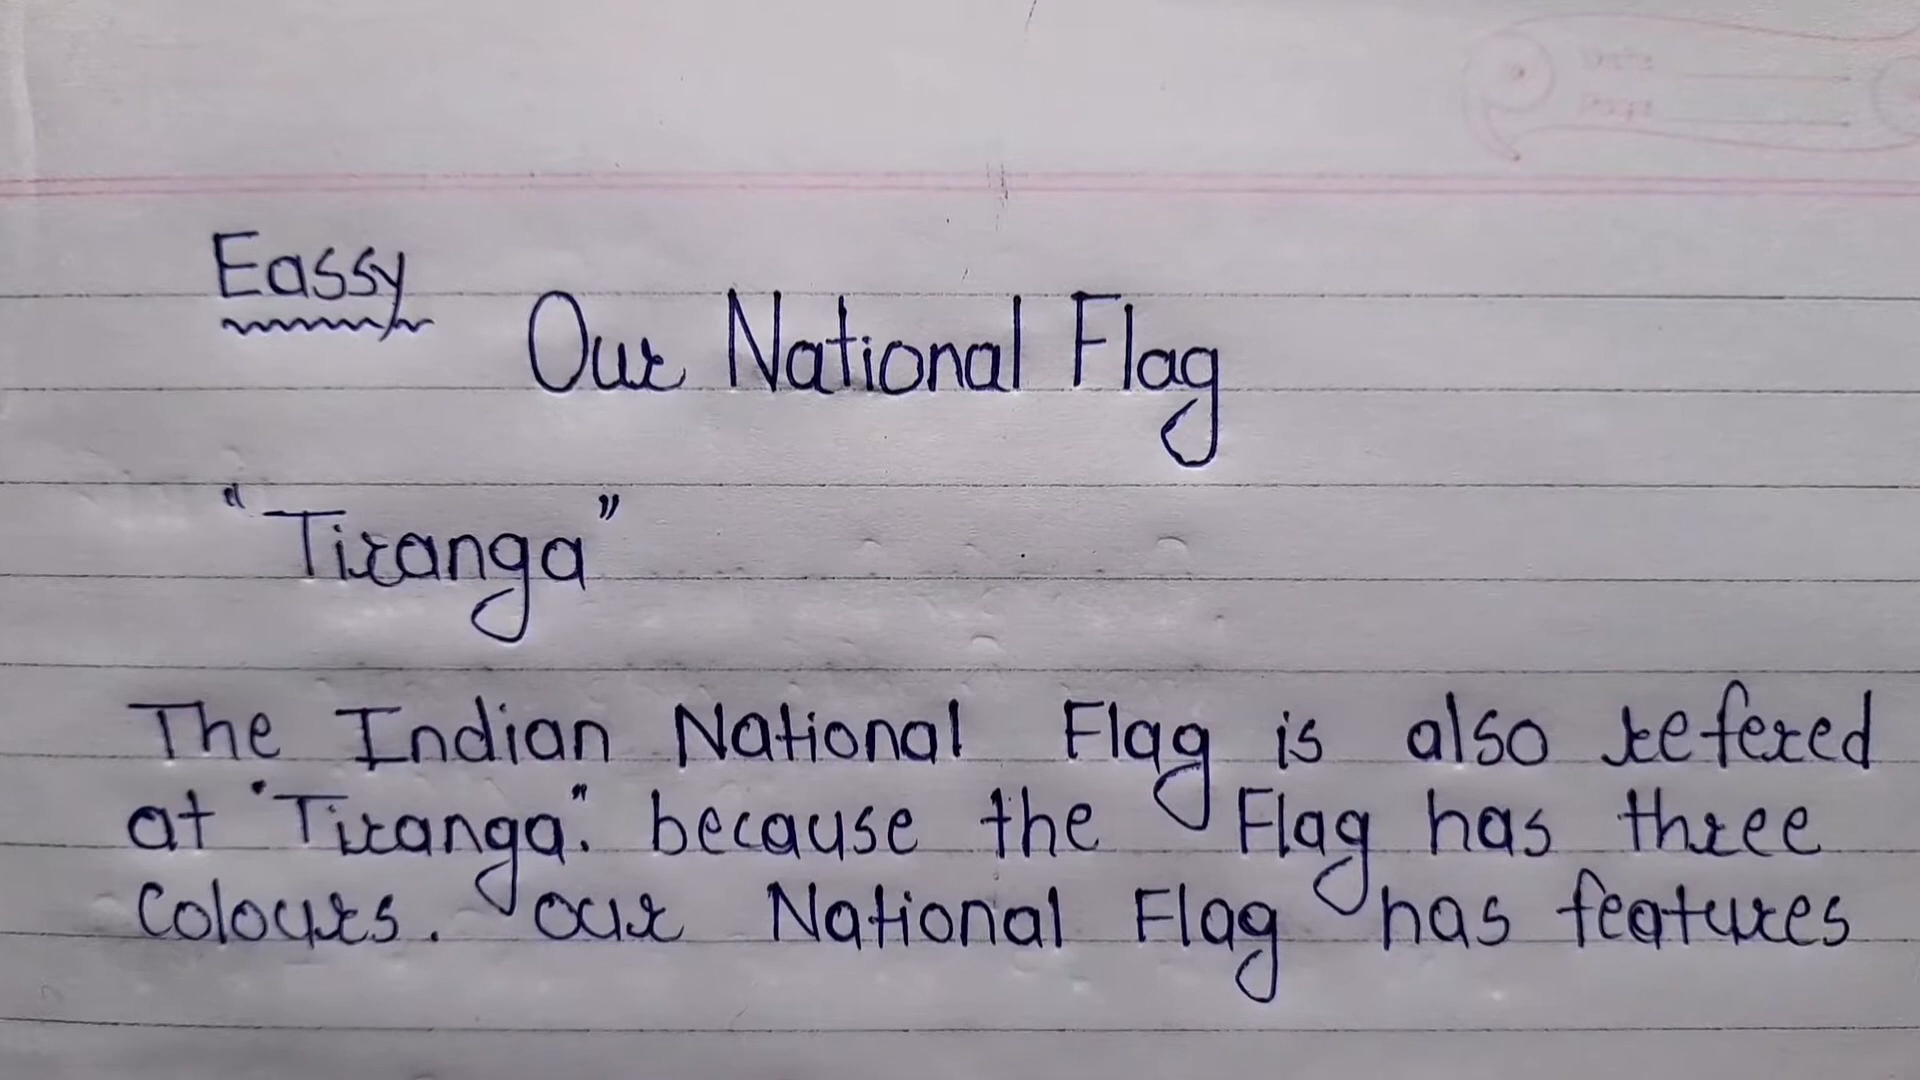 Eassy
Our National Flag
"Tiranga"
The Indian National Flag is also refered
at "Tiranga". because the Flag has three
colours. our National Flag has features